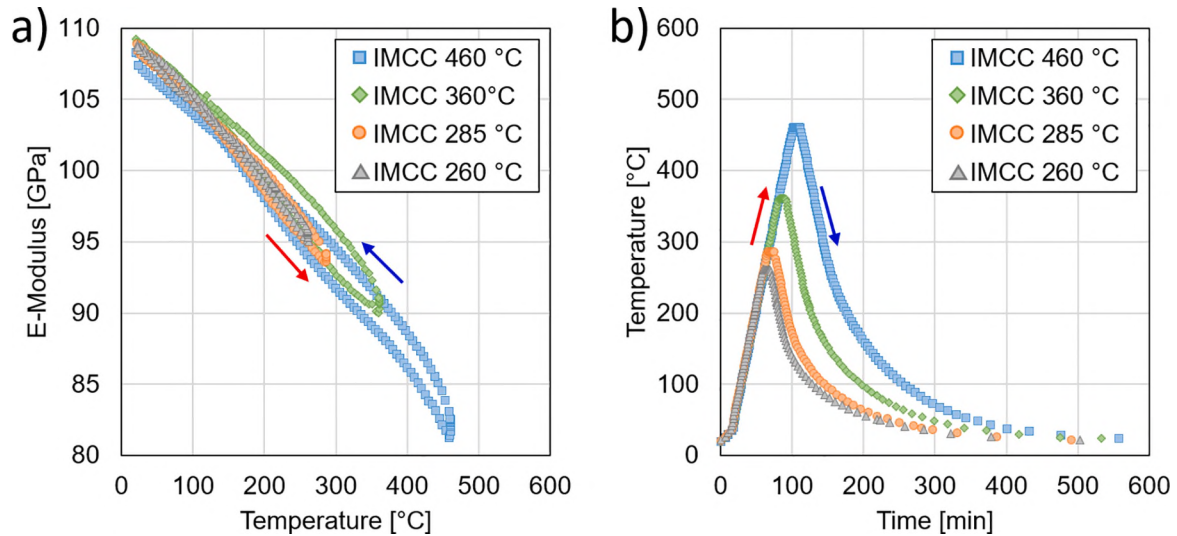 a)
E-Modulus [GPa]
110
105
100
95
90
85
80
0 100 200 300 400 500 600
Temperature [°C]
IMCC 460 °C
IMCC 360°C
IMCC 285 °C
IMCC 260 °C
b)
Temperature [°C]
600
500
400
300
200
100
0
0 100 200 300 400 500 600
Time [min]
IMCC 460 °C
IMCC 360 °C
IMCC 285 °C
IMCC 260 °C